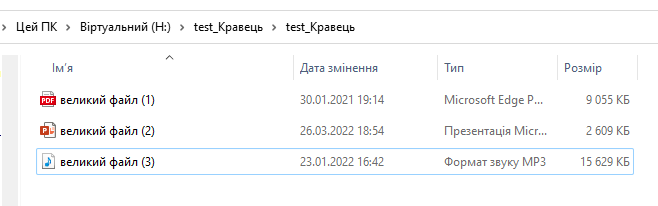 Цей ПК > Віртуальний (H:) > test_Кравець > test_Кравець
Ім'я Дата змінення Тип Розмір
PDF великий файл (1) 30.01.2021 19:14 Microsoft Edge P... 9 055 КБ
P великий файл (2) 26.03.2022 18:54 Презентація Micr... 2 609 КБ
великий файл (3) 23.01.2022 16:42 Формат звуку MP3 15 629 КБ